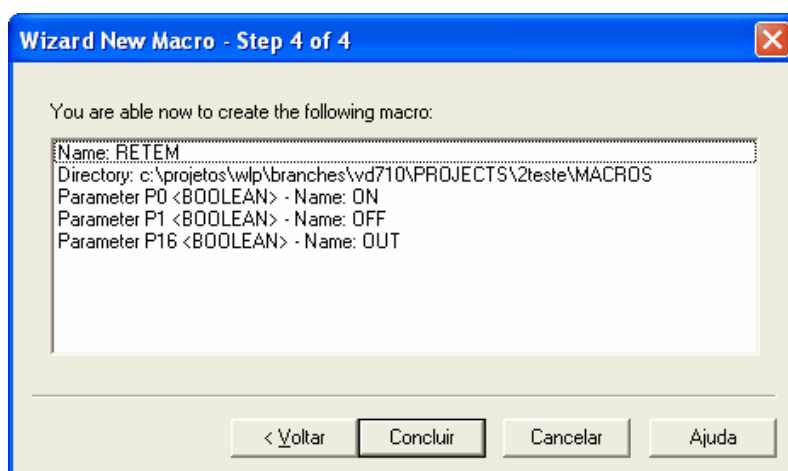 Wizard New Macro - Step 4 of 4
You are able now to create the following macro:
Name: RETEM
Directory: c:\projetos\wlp\branches\vd710\PROJECTS\2teste\MACROS
Parameter P0 <BOOLEAN> - Name: ON
Parameter P1 <BOOLEAN> - Name: OFF
Parameter P16 <BOOLEAN> - Name: OUT
< Voltar Concluir Cancelar Ajuda